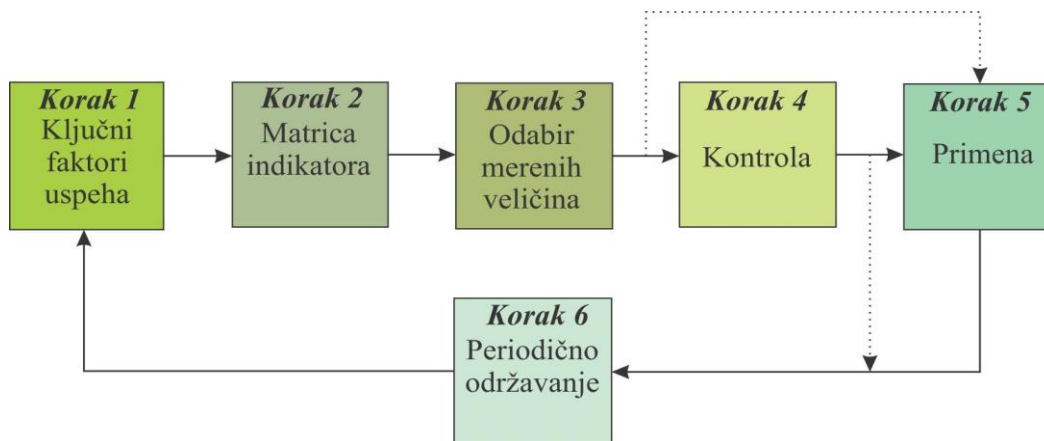 Korak 1
Ključni
faktori
uspeha
Korak 2
Matrica
indikatora
Korak 3
Odabir
merenih
veličina
Korak 4
Kontrola
Korak 5
Primena
Korak 6
Periodično
održavanje